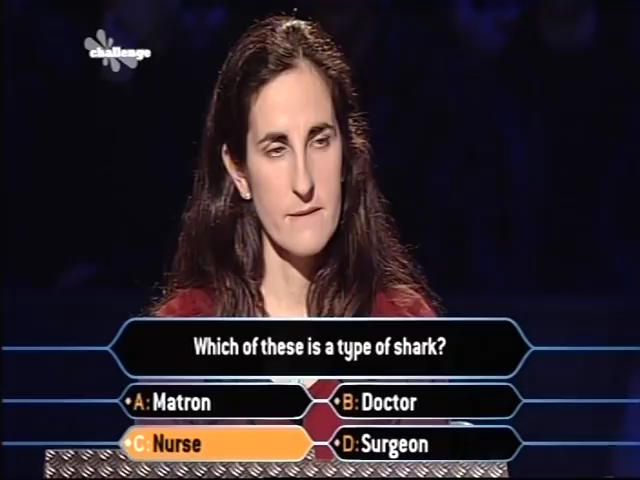 challenge
Which of these is a type of shark?
A: Matron
B: Doctor
C: Nurse
D: Surgeon